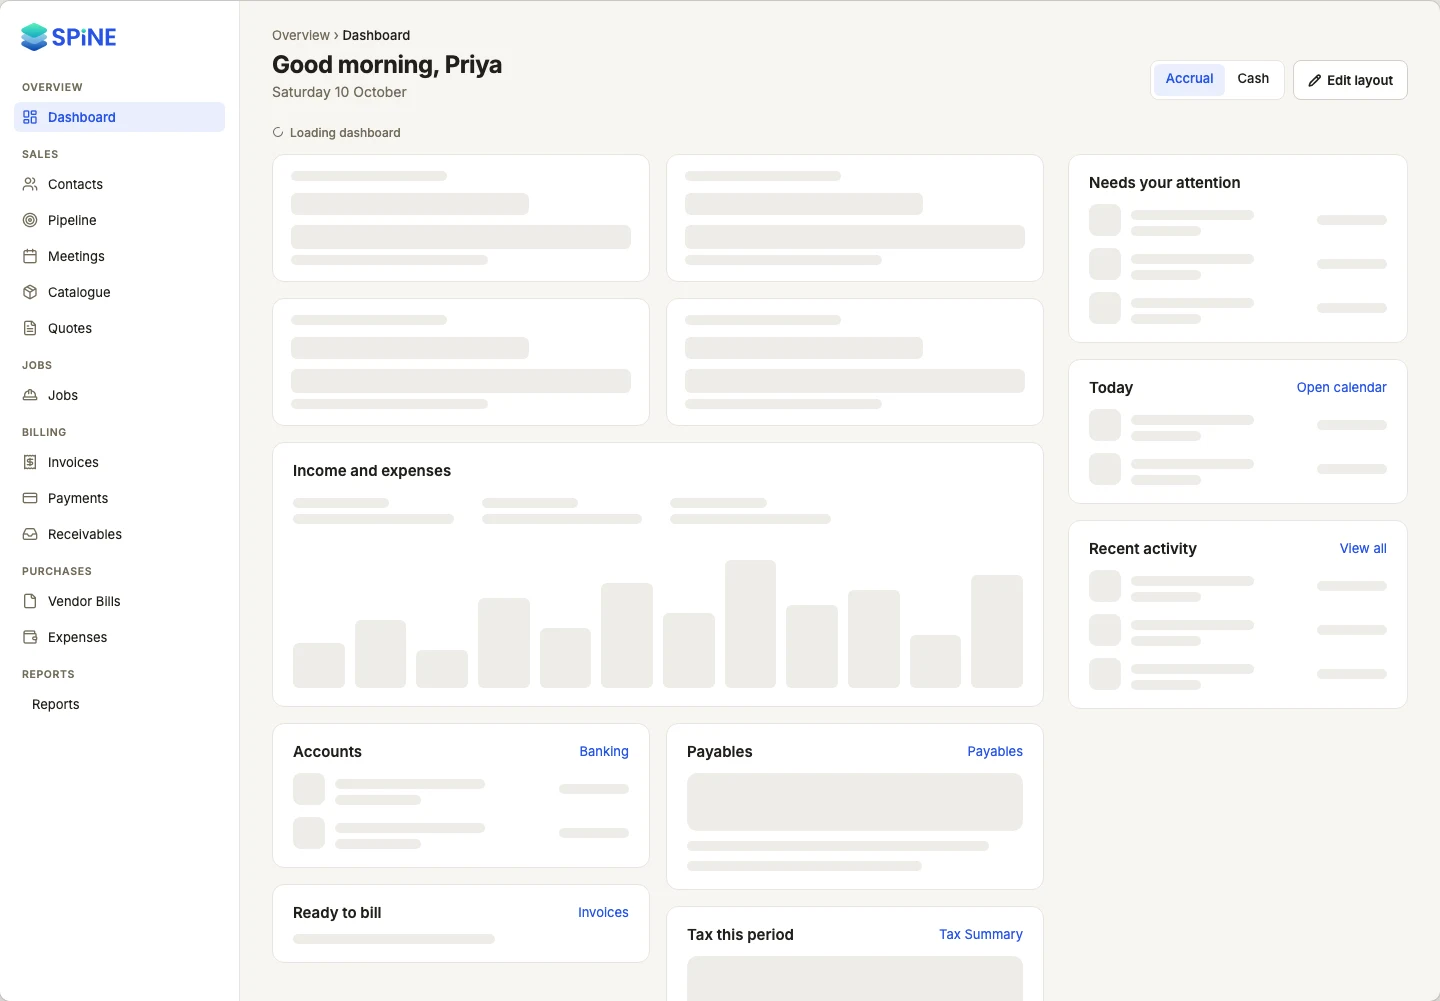 SPiNE
OVERVIEW
Dashboard
SALES
Contacts
Pipeline
Meetings
Catalogue
Quotes
JOBS
Jobs
BILLING
Invoices
Payments
Receivables
PURCHASES
Vendor Bills
Expenses
REPORTS
Reports
Overview › Dashboard
Good morning, Priya
Saturday 10 October
Accrual Cash Edit layout
Loading dashboard
Income and expenses
Accounts Banking
Ready to bill Invoices
Payables Payables
Tax this period Tax Summary
Needs your attention
Today Open calendar
Recent activity View all